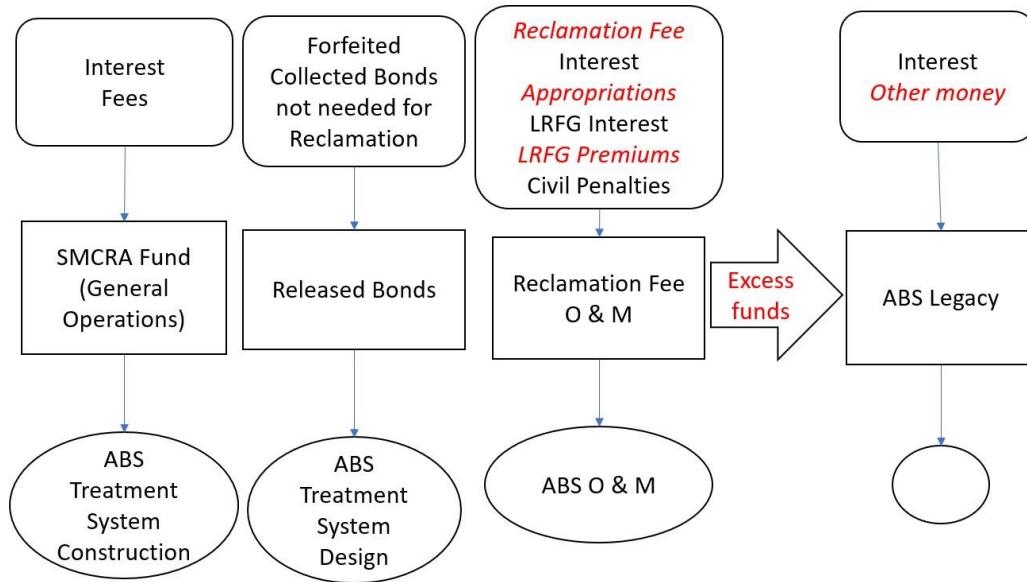 Interest
Fees
Forfeited
Collected Bonds
not needed for
Reclamation
Reclamation Fee
Interest
Appropriations
LRFG Interest
LRFG Premiums
Civil Penalties
Interest
Other money
SMCRA Fund
(General
Operations)
Released Bonds
Reclamation Fee
O & M
Excess
funds
ABS Legacy
ABS
Treatment
System
Construction
ABS
Treatment
System
Design
ABS O & M